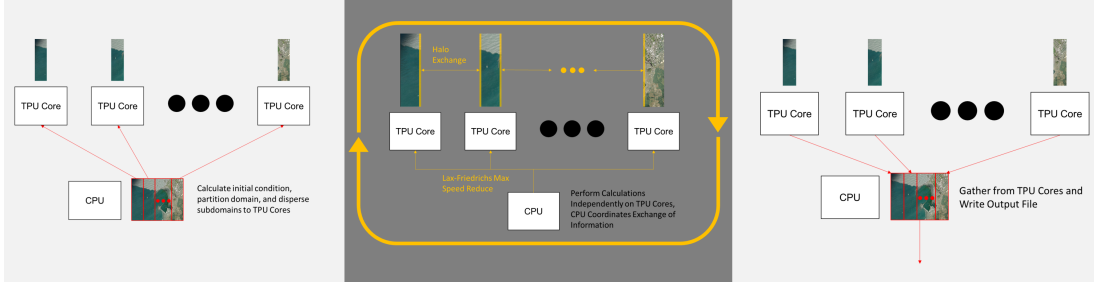 TPU Core
TPU Core
TPU Core
CPU
Calculate initial condition,
partition domain, and disperse
subdomains to TPU Cores
Halo
Exchange
TPU Core
TPU Core
TPU Core
Lax-Friedrichs Max
Speed Reduce
CPU
Perform Calculations
Independently on TPU Cores,
CPU Coordinates Exchange of
Information
TPU Core
TPU Core
TPU Core
CPU
Gather from TPU Cores and
Write Output File